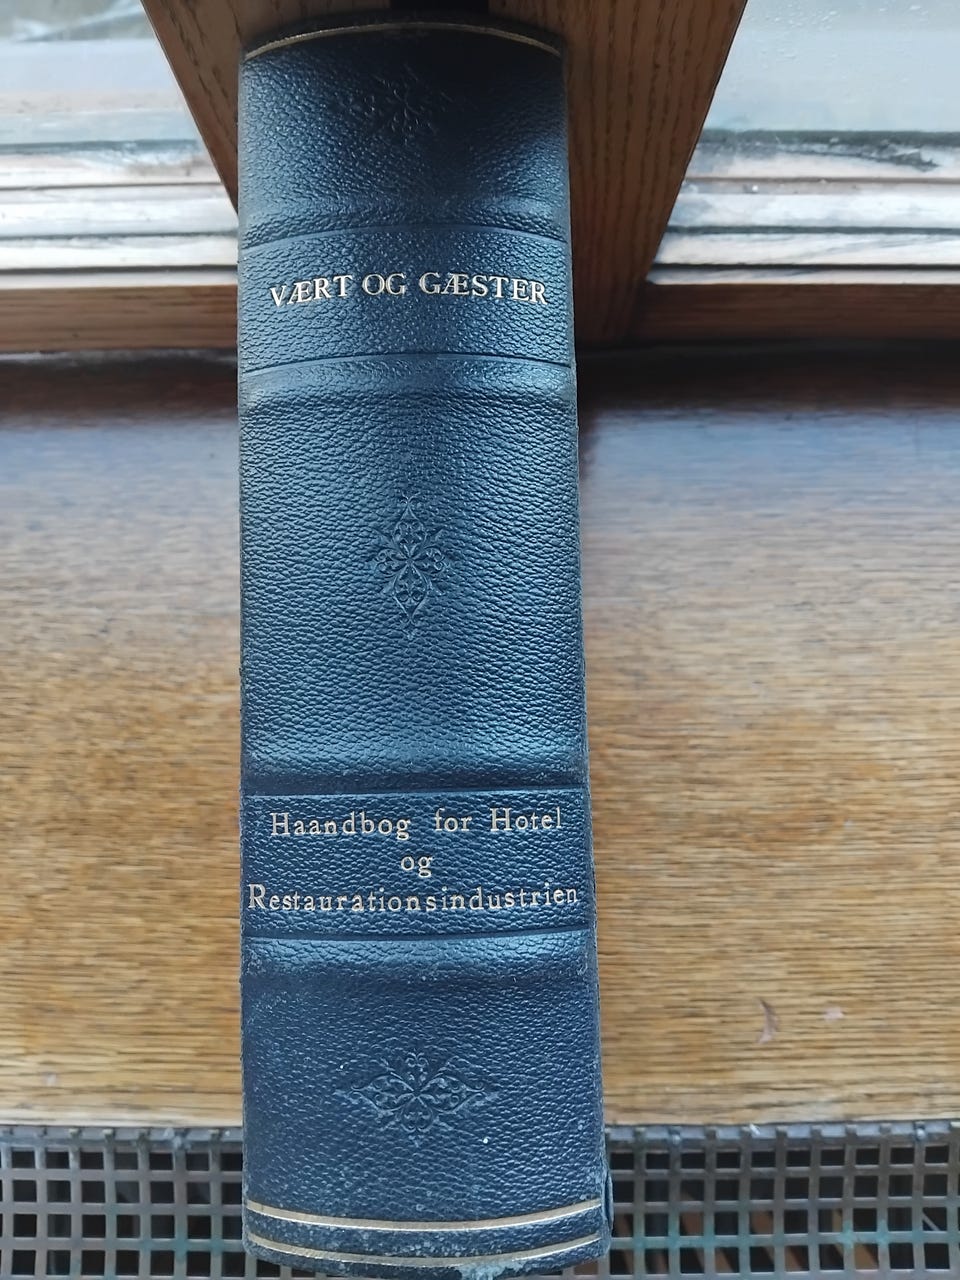 VÆRT OG GÆSTER
Haandbog for Hotel
og
Restaurationsindustrien